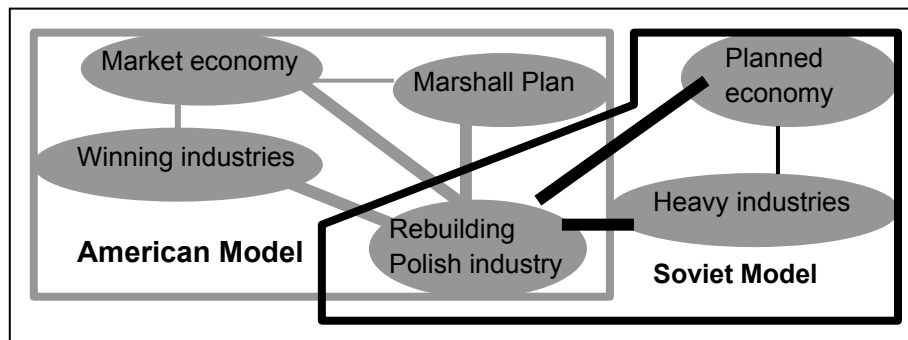 Market economy
Marshall Plan
Planned
economy
Winning industries
Heavy industries
Rebuilding
Polish industry
American Model
Soviet Model